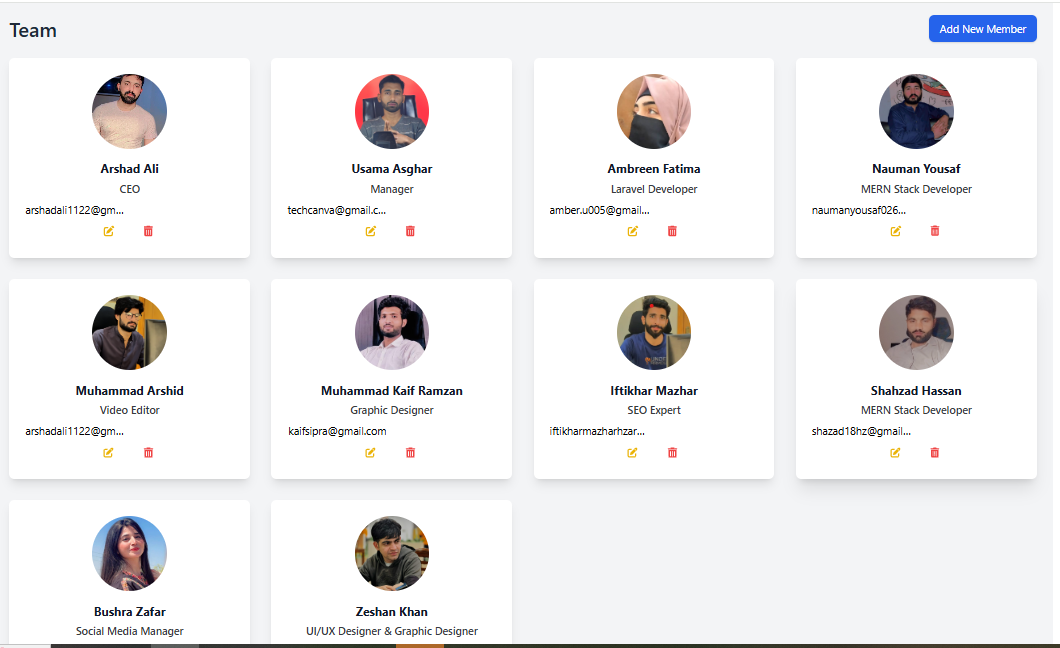 Team
Add New Member
Arshad Ali
CEO
arshadali1122@gm...
Usama Asghar
Manager
techcanva@gmail.c...
Ambreen Fatima
Laravel Developer
amber.u005@gmail...
Nauman Yousaf
MERN Stack Developer
naumanyousaf026...
Muhammad Arshid
Video Editor
arshadali1122@gm...
Muhammad Kaif Ramzan
Graphic Designer
kaifsipra@gmail.com
Iftikhar Mazhar
SEO Expert
iftikharmazharhzar...
Shahzad Hassan
MERN Stack Developer
shazad18hz@gmail...
Bushra Zafar
Social Media Manager
Zeshan Khan
UI/UX Designer & Graphic Designer